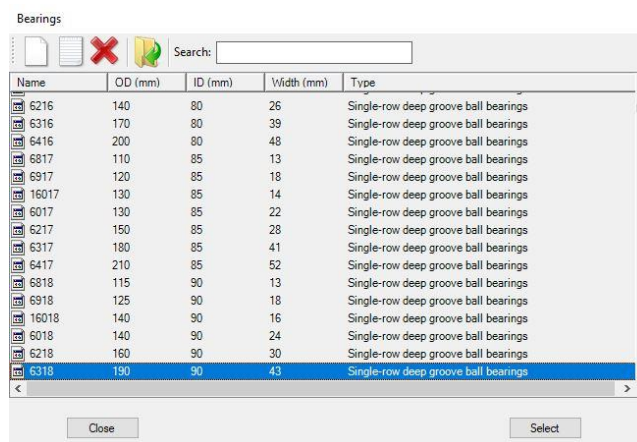 Bearings
Search:
Name OD (mm) ID (mm) Width (mm) Type
6216 140 80 26 Single-row deep groove ball bearings
6316 170 80 39 Single-row deep groove ball bearings
6416 200 80 48 Single-row deep groove ball bearings
6817 110 85 13 Single-row deep groove ball bearings
6917 120 85 18 Single-row deep groove ball bearings
16017 130 85 14 Single-row deep groove ball bearings
6017 130 85 22 Single-row deep groove ball bearings
6217 150 85 28 Single-row deep groove ball bearings
6317 180 85 41 Single-row deep groove ball bearings
6417 210 85 52 Single-row deep groove ball bearings
6818 115 90 13 Single-row deep groove ball bearings
6918 125 90 18 Single-row deep groove ball bearings
16018 140 90 16 Single-row deep groove ball bearings
6018 140 90 24 Single-row deep groove ball bearings
6218 160 90 30 Single-row deep groove ball bearings
6318 190 90 43 Single-row deep groove ball bearings
Close Select